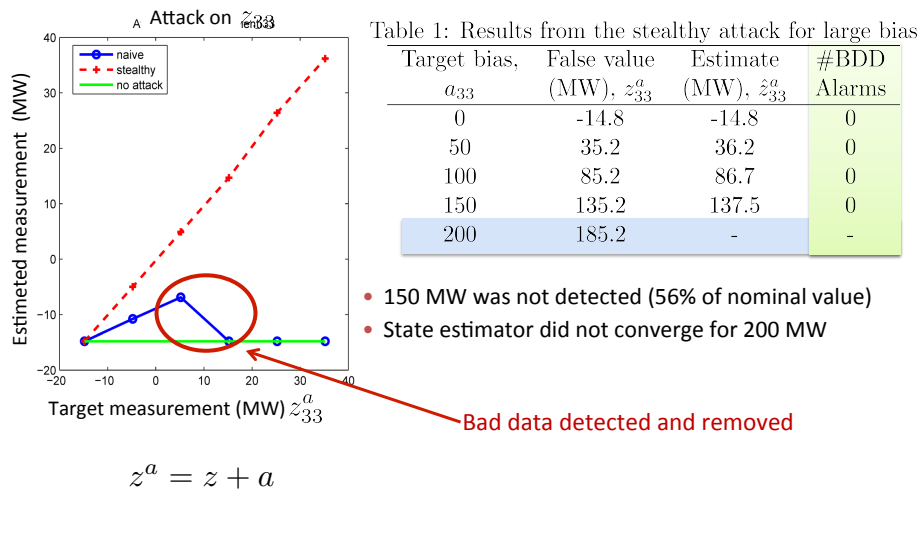 Attack on z₃₃
A
naive
stealthy
no attack
40
30
20
10
0
−10
−20
−20
−10
0
10
20
30
40
Estimeted measurement (MW)
Target measurement (MW) zᵃ₃₃
zᵃ = z + a
Table 1: Results from the stealthy attack for large bias
Target bias, False value Estimate #BDD
a₃₃ (MW), zᵃ₃₃ (MW), ẑᵃ₃₃ Alarms
0 -14.8 -14.8 0
50 35.2 36.2 0
100 85.2 86.7 0
150 135.2 137.5 0
200 185.2 - -
• 150 MW was not detected (56% of nominal value)
• State estimator did not converge for 200 MW
Bad data detected and removed